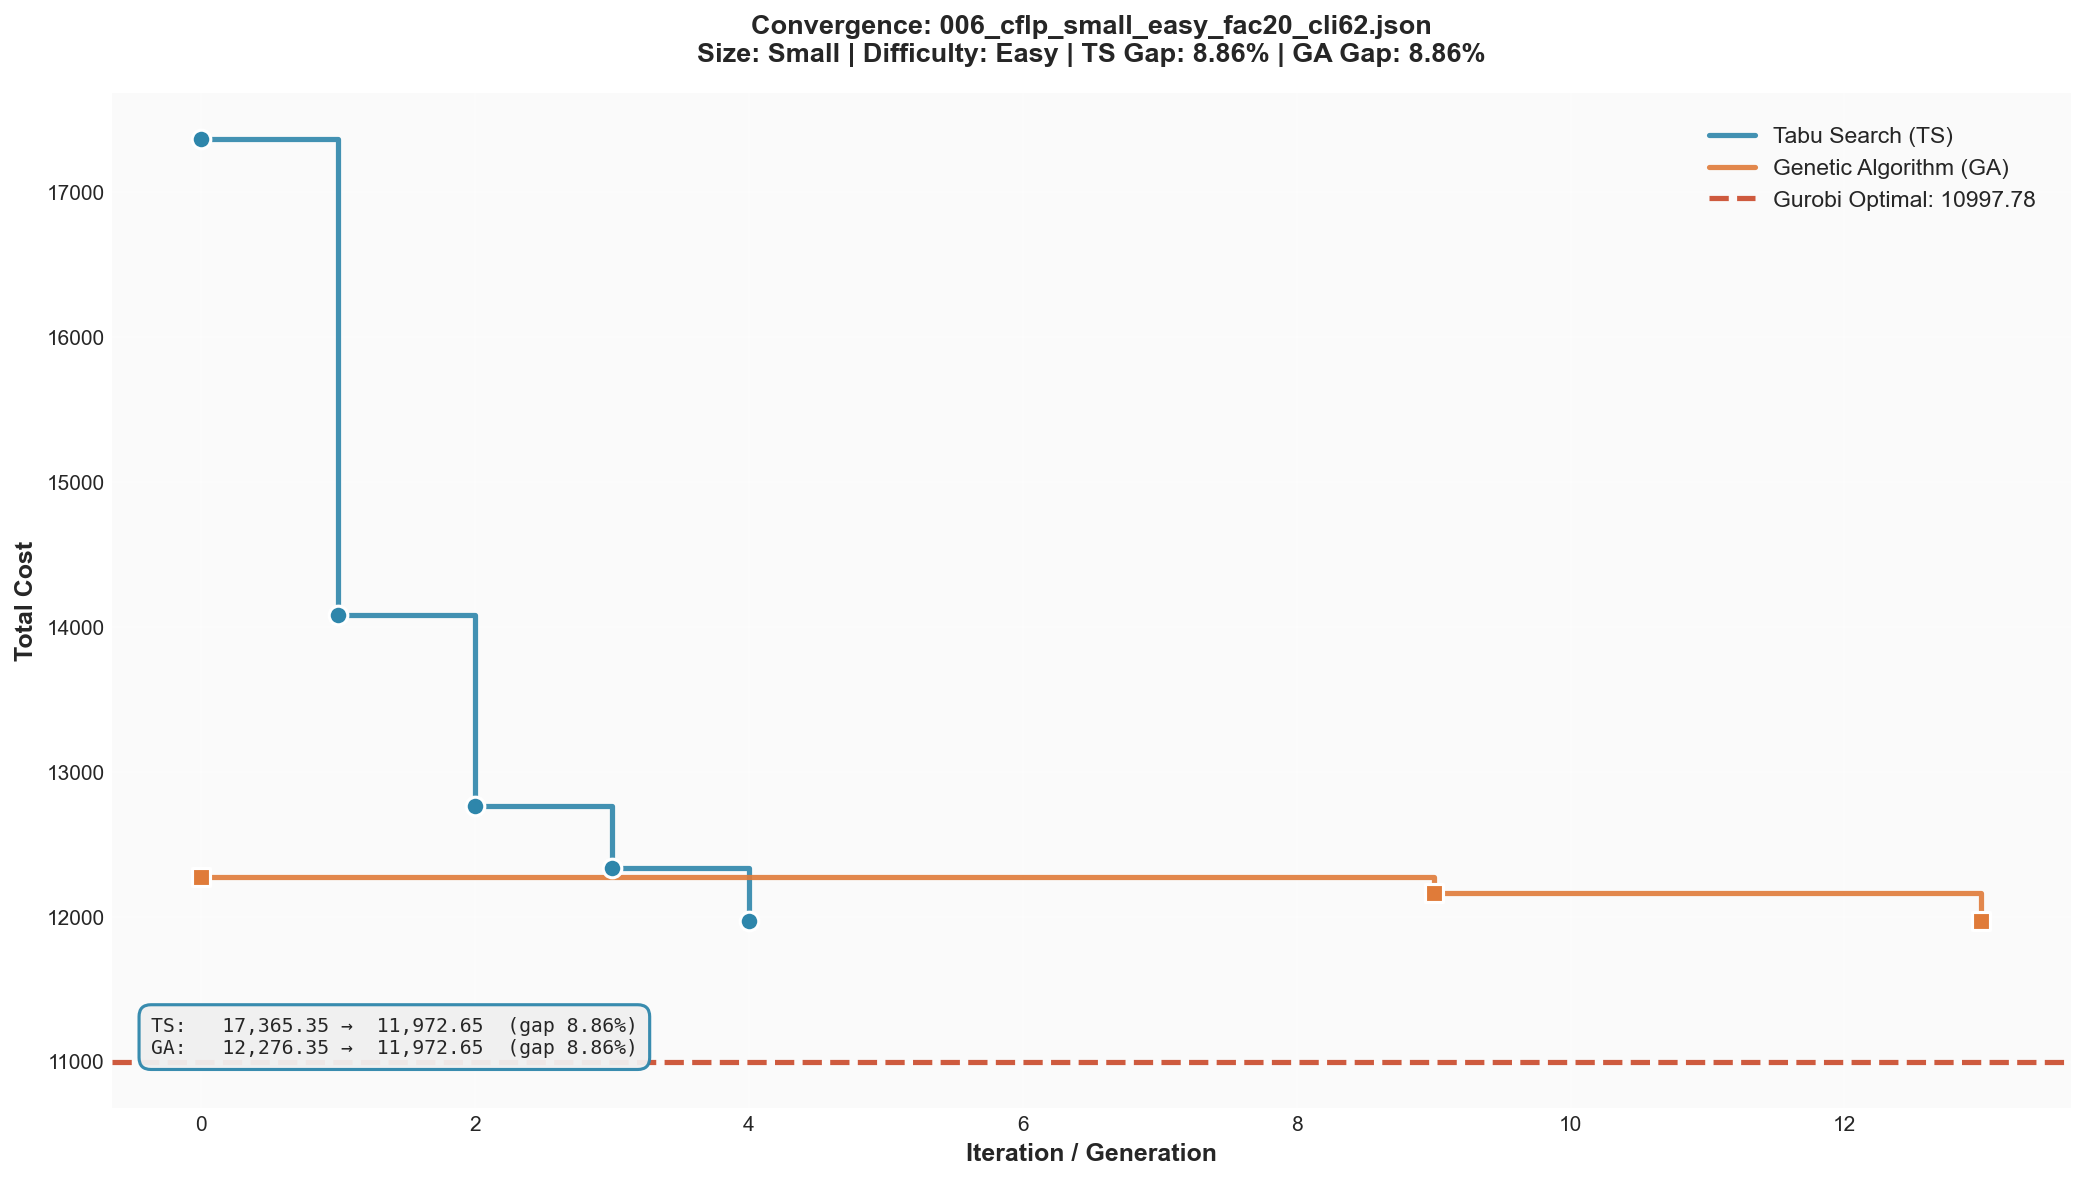 Convergence: 006_cflp_small_easy_fac20_cli62.json
Size: Small | Difficulty: Easy | TS Gap: 8.86% | GA Gap: 8.86%
Tabu Search (TS)
Genetic Algorithm (GA)
Gurobi Optimal: 10997.78
Total Cost
17000
16000
15000
14000
13000
12000
11000
TS:   17,365.35 →  11,972.65  (gap 8.86%)
GA:   12,276.35 →  11,972.65  (gap 8.86%)
0 2 4 6 8 10 12
Iteration / Generation